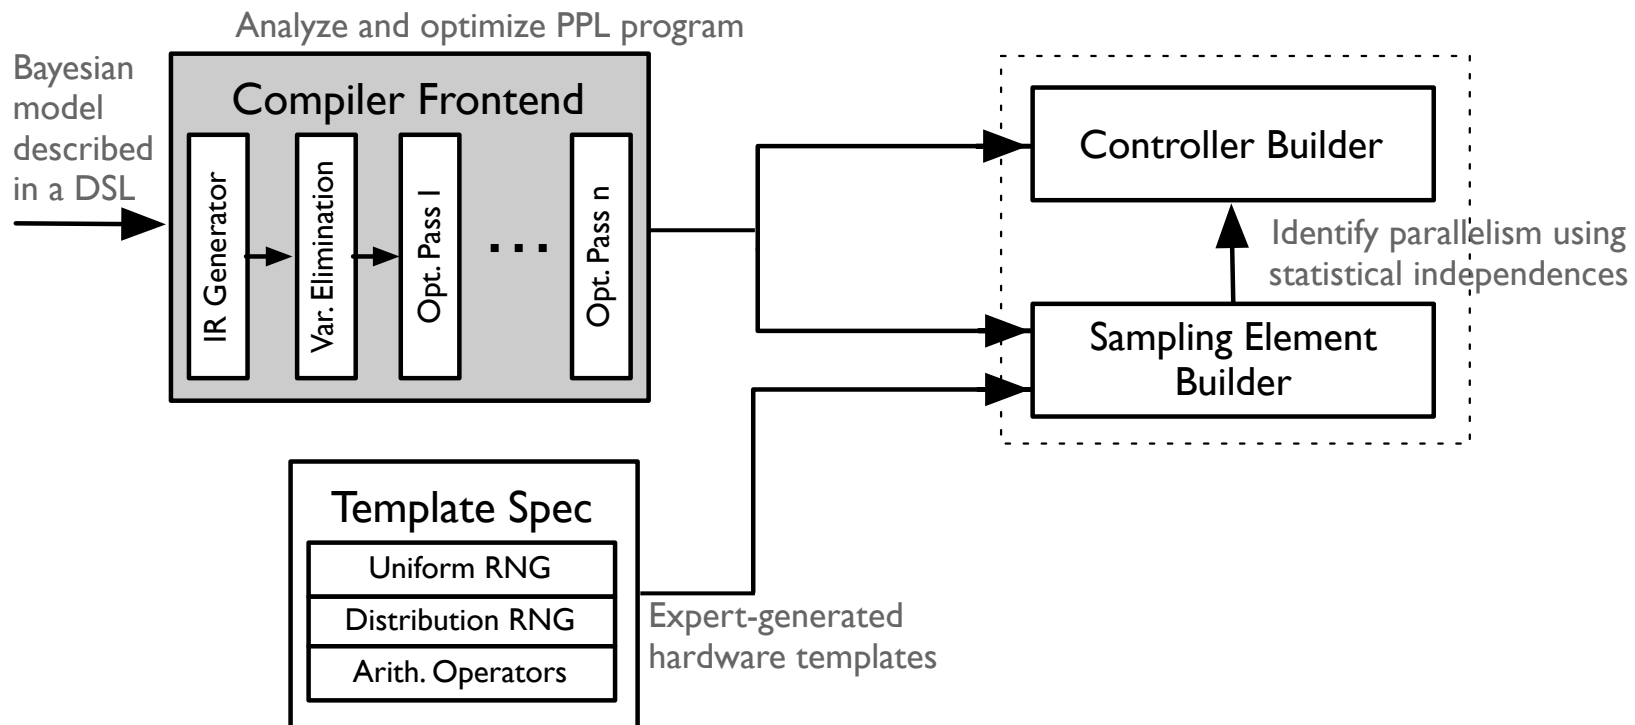 Analyze and optimize PPL program
Bayesian
model
described
in a DSL
Compiler Frontend
IR Generator
Var. Elimination
Opt. Pass 1
...
Opt. Pass n
Controller Builder
Identify parallelism using
statistical independences
Sampling Element
Builder
Template Spec
Uniform RNG
Distribution RNG
Arith. Operators
Expert-generated
hardware templates